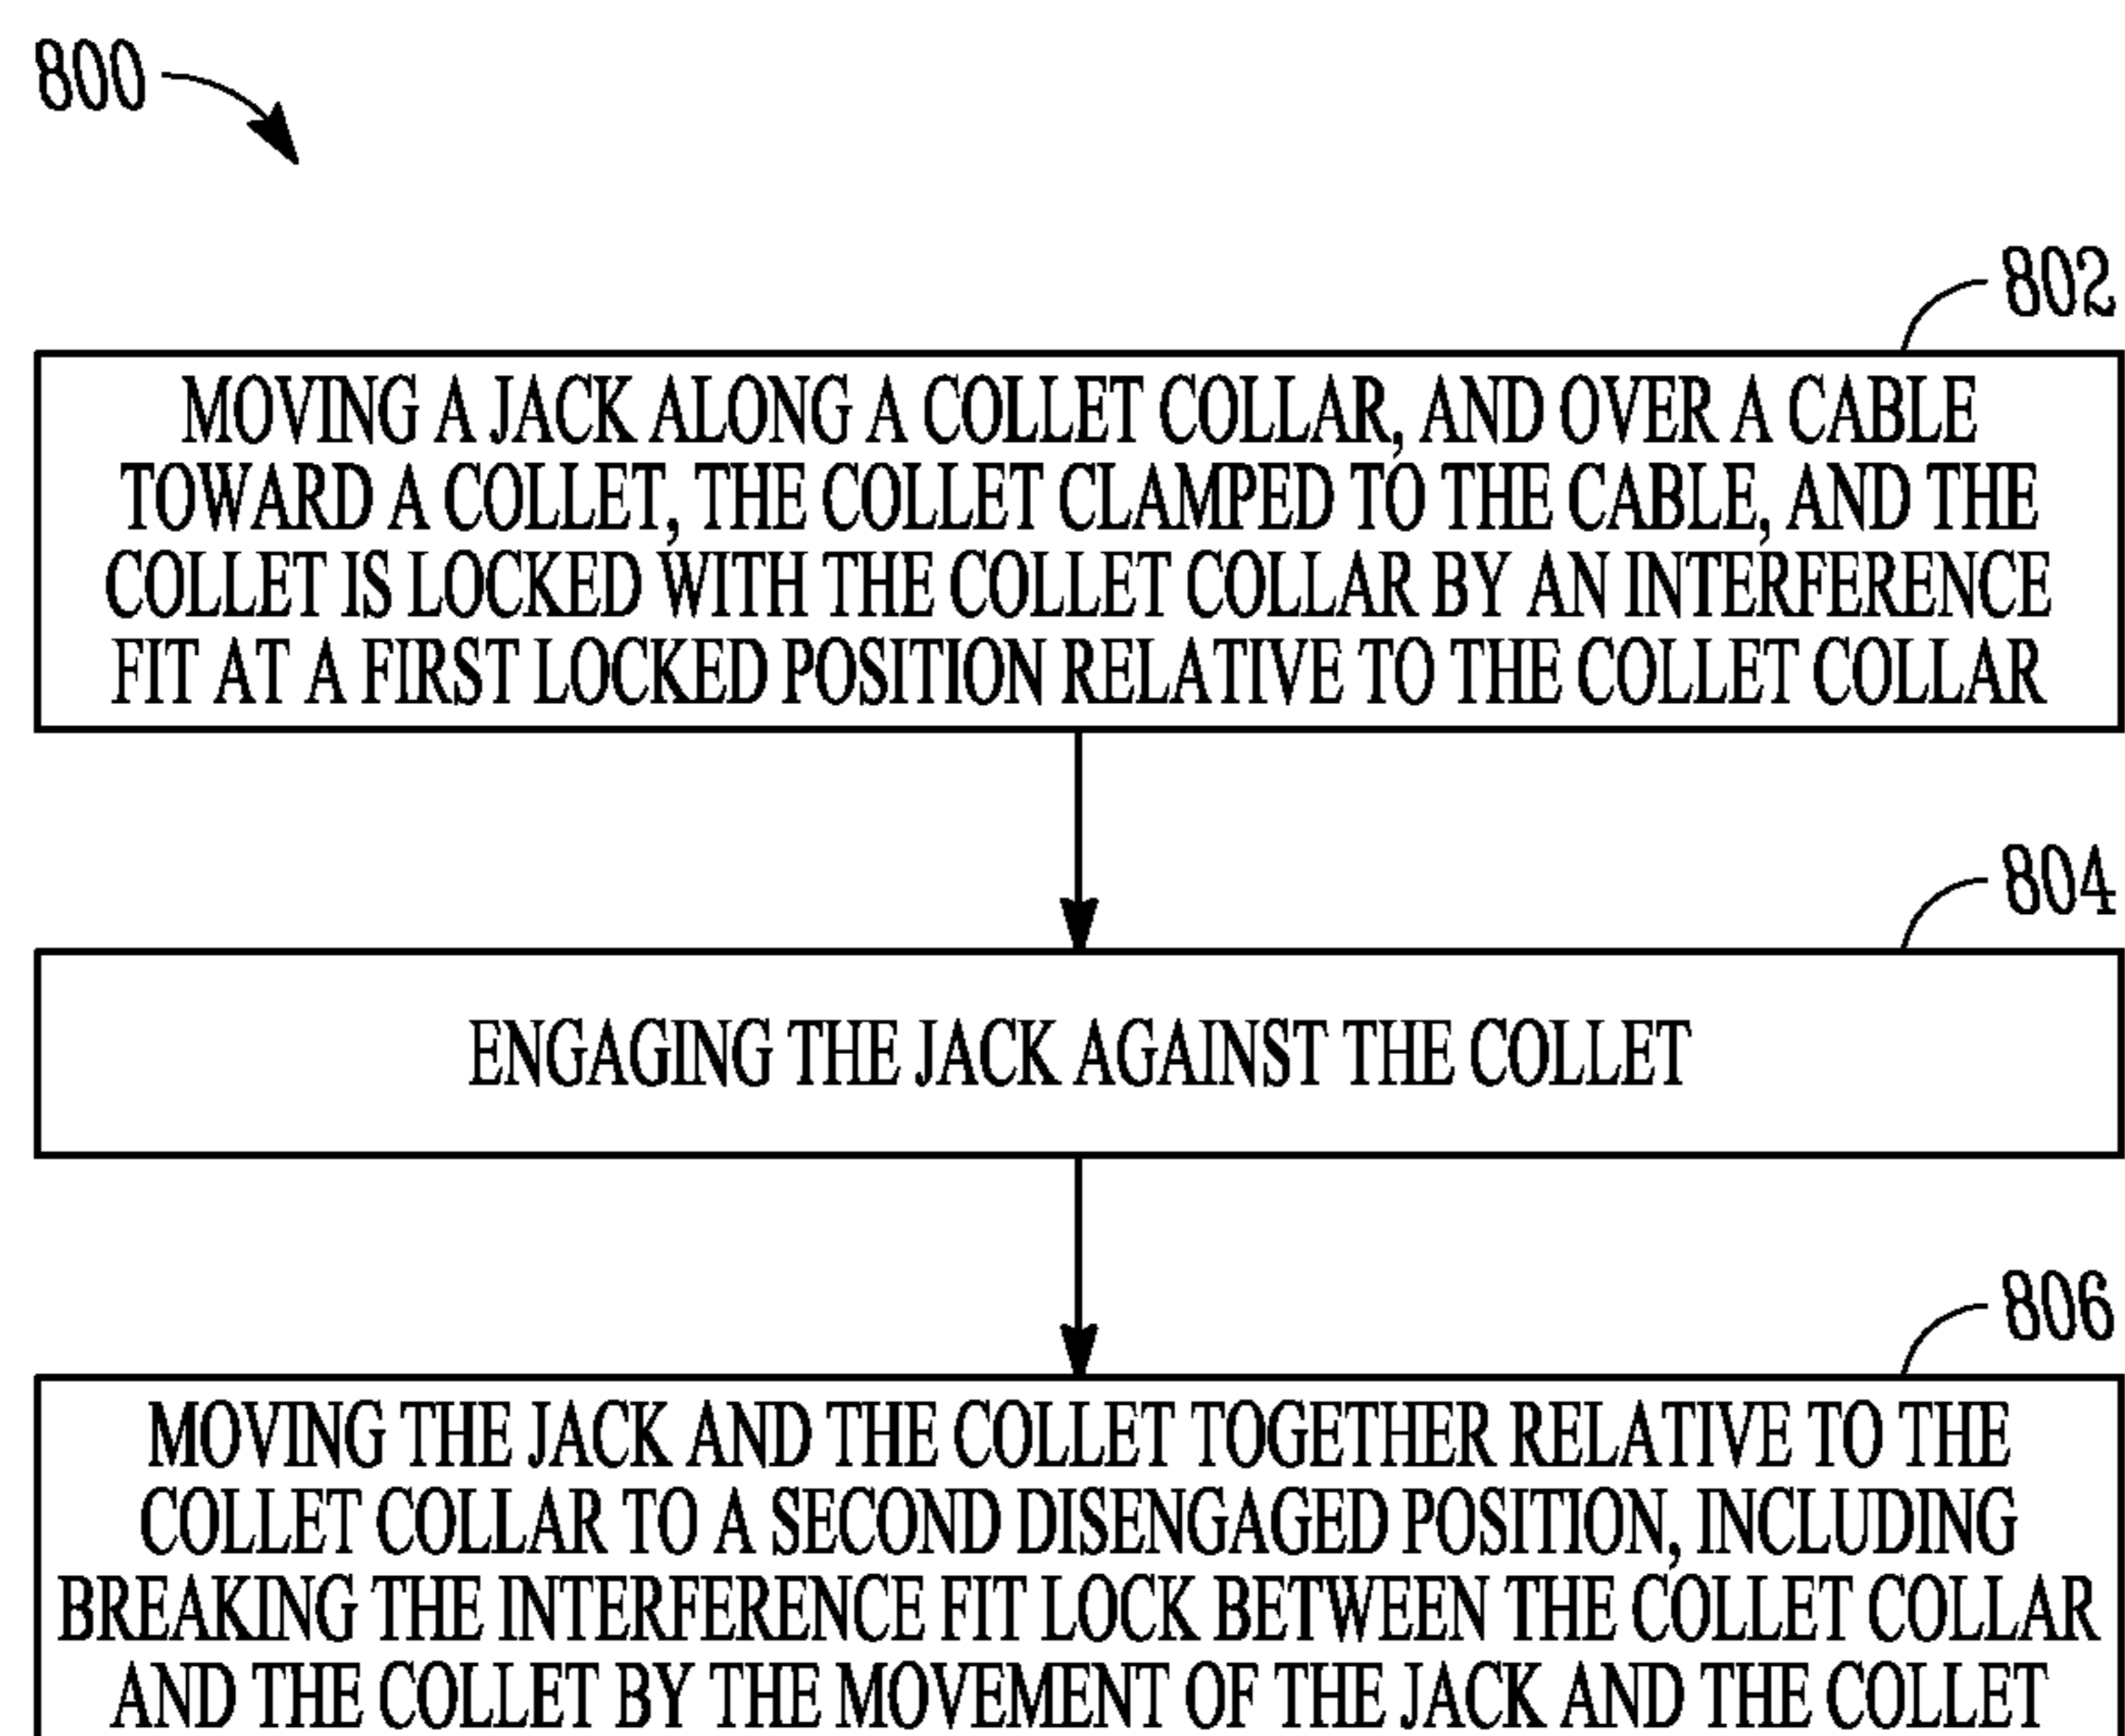 800
802
MOVING A JACK ALONG A COLLET COLLAR, AND OVER A CABLE
TOWARD A COLLET, THE COLLET CLAMPED TO THE CABLE, AND THE
COLLET IS LOCKED WITH THE COLLET COLLAR BY AN INTERFERENCE
FIT AT A FIRST LOCKED POSITION RELATIVE TO THE COLLET COLLAR
804
ENGAGING THE JACK AGAINST THE COLLET
806
MOVING THE JACK AND THE COLLET TOGETHER RELATIVE TO THE
COLLET COLLAR TO A SECOND DISENGAGED POSITION, INCLUDING
BREAKING THE INTERFERENCE FIT LOCK BETWEEN THE COLLET COLLAR
AND THE COLLET BY THE MOVEMENT OF THE JACK AND THE COLLET